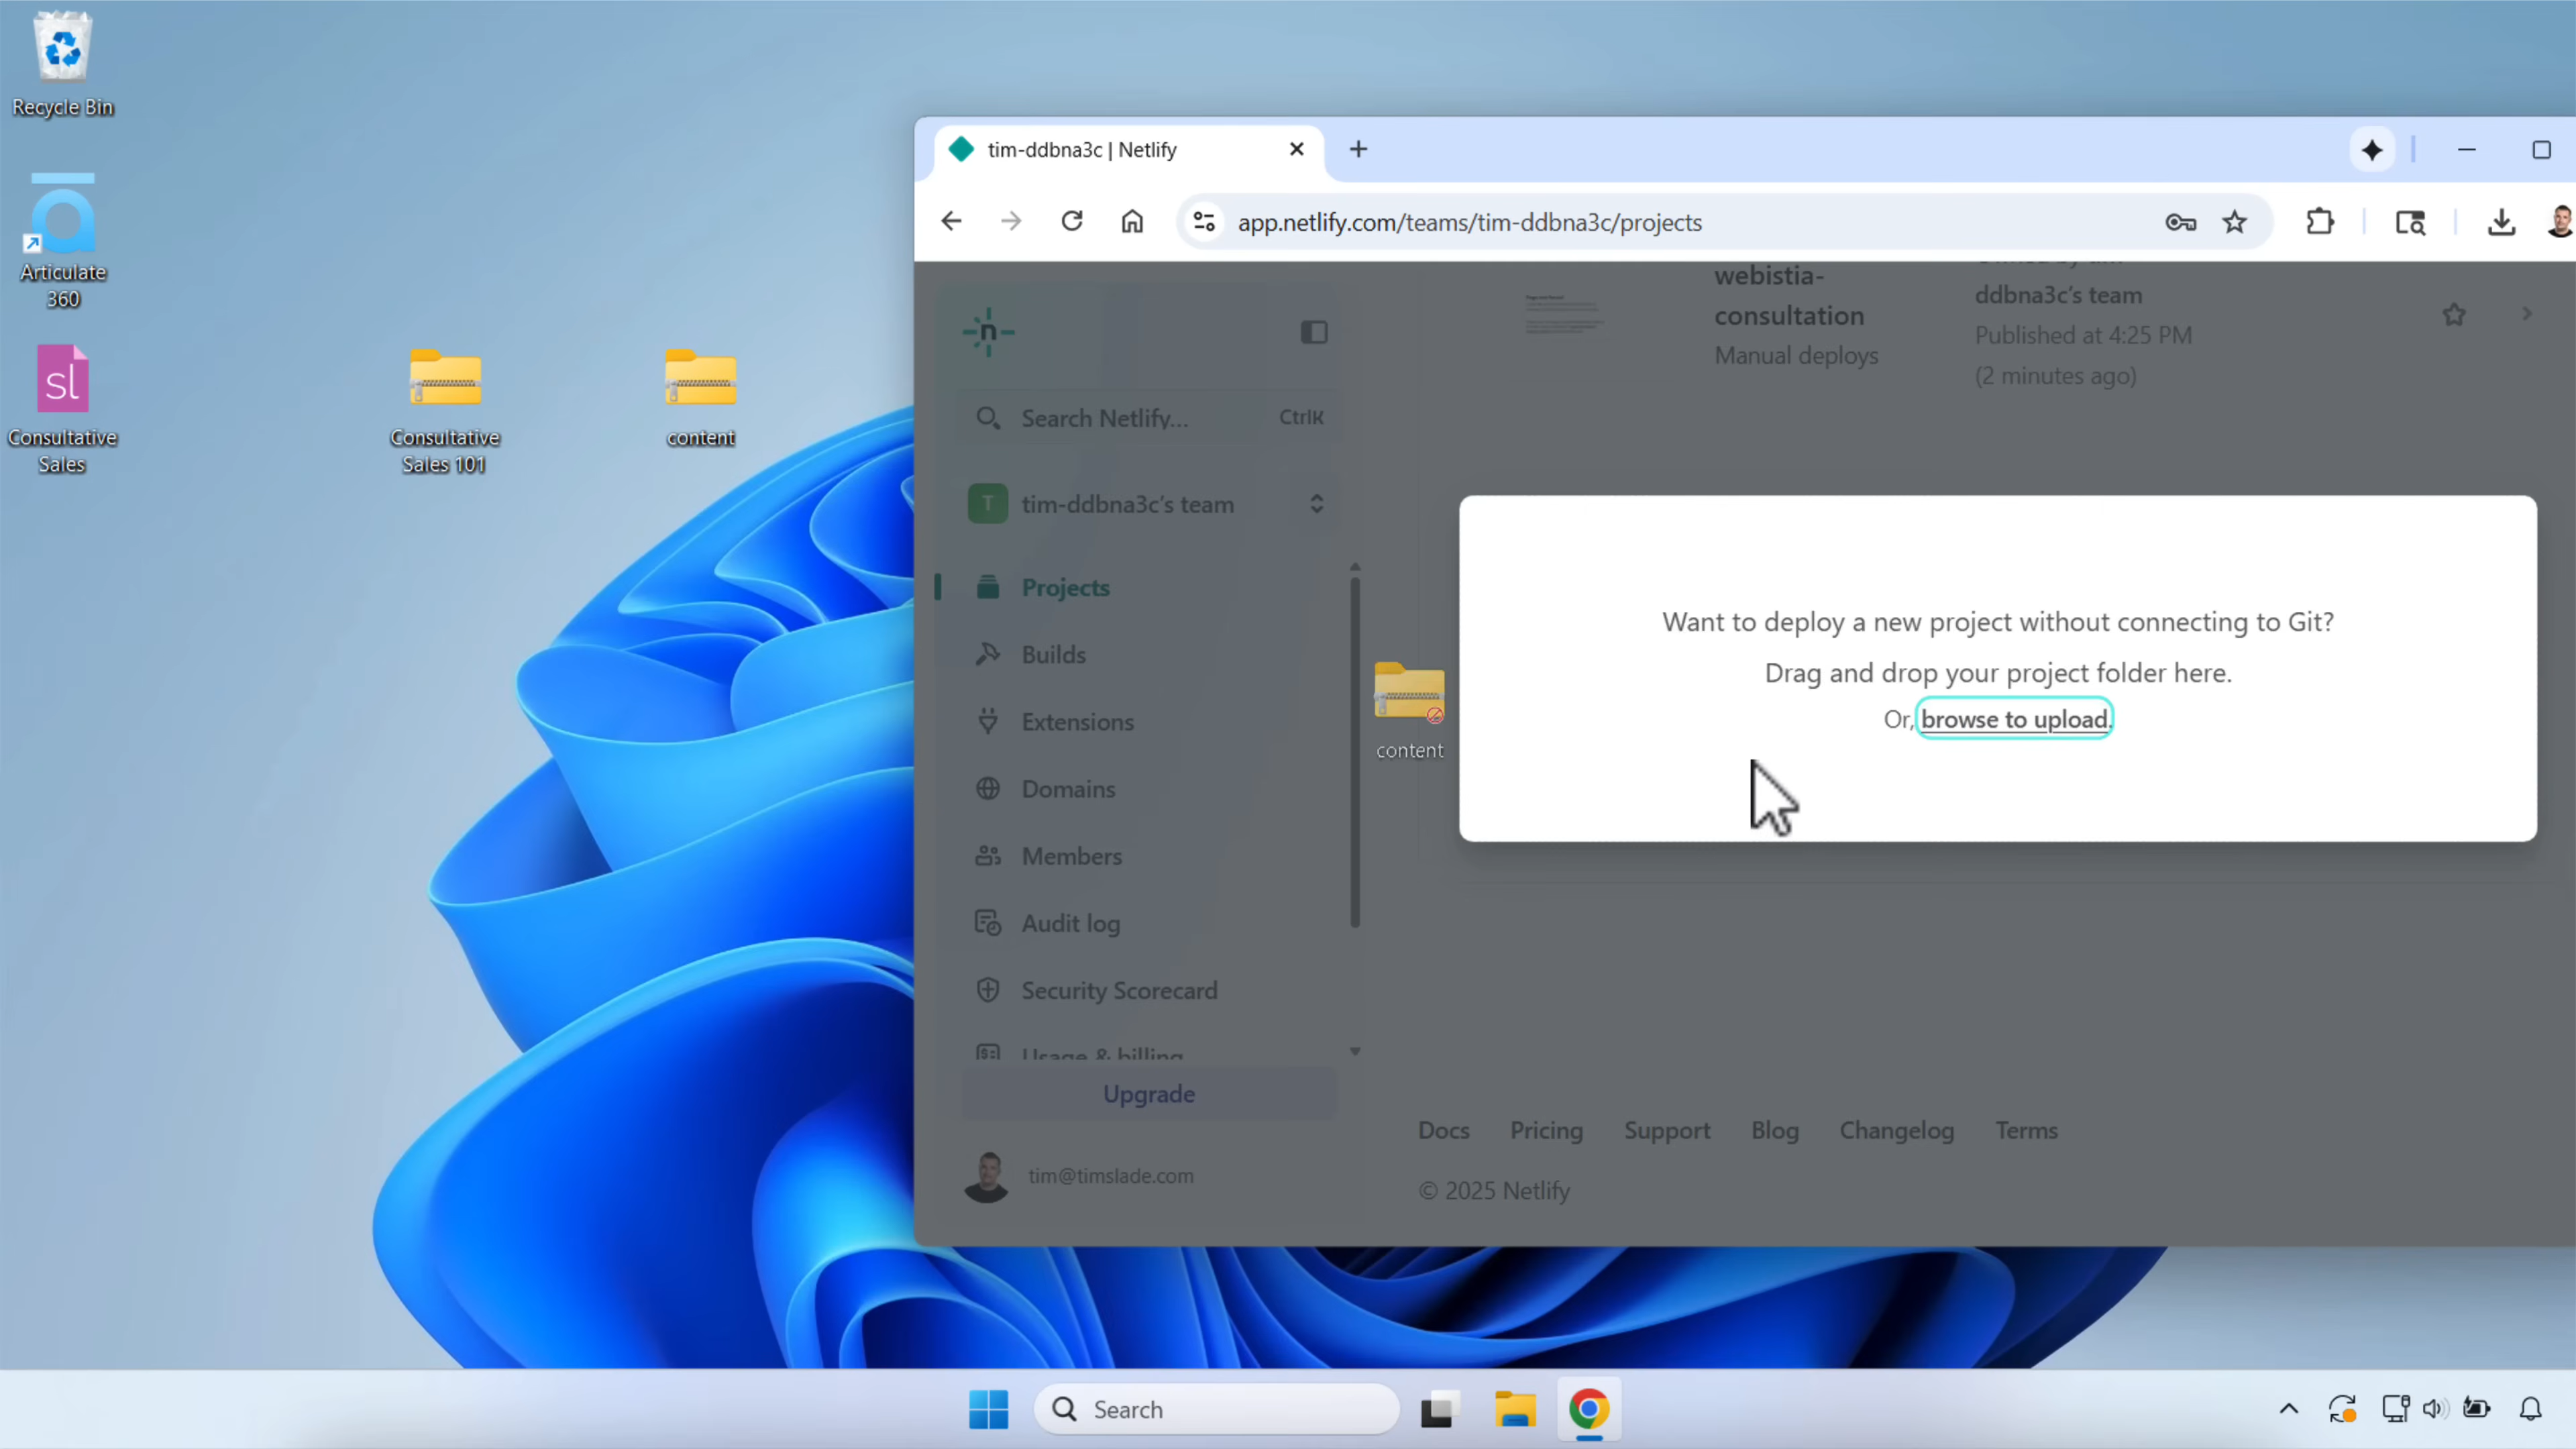 Recycle Bin
Articulate
360
Consultative
Sales
Consultative
Sales 101
content
tim-ddbna3c | Netlify
app.netlify.com/teams/tim-ddbna3c/projects
n
Search Netlify...
CtrlK
T
tim-ddbna3c's team
Projects
Builds
Extensions
Domains
Members
Audit log
Security Scorecard
Usage & billing
Upgrade
tim@timslade.com
webistia-
consultation
Manual deploys
ddbna3c's team
Published at 4:25 PM
(2 minutes ago)
content
Want to deploy a new project without connecting to Git?
Drag and drop your project folder here.
Or, browse to upload.
Docs
Pricing
Support
Blog
Changelog
Terms
© 2025 Netlify
sl
Search